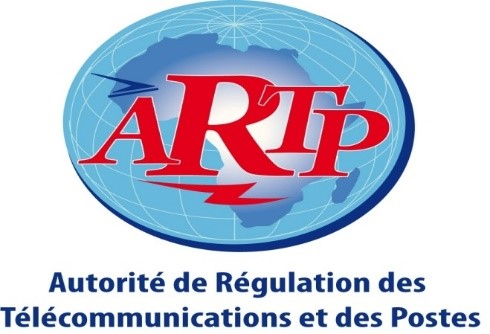 ARTP
Autorité de Régulation des
Télécommunications et des Postes